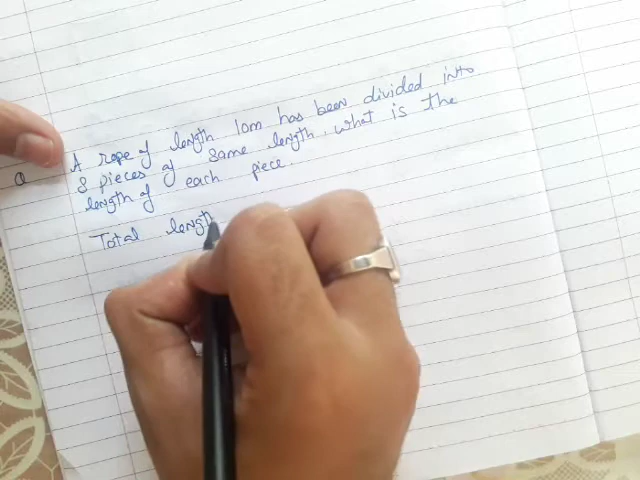 Q A rope of length 10m has been divided into
8 pieces of same length. what is the
length of each piece.
Total length